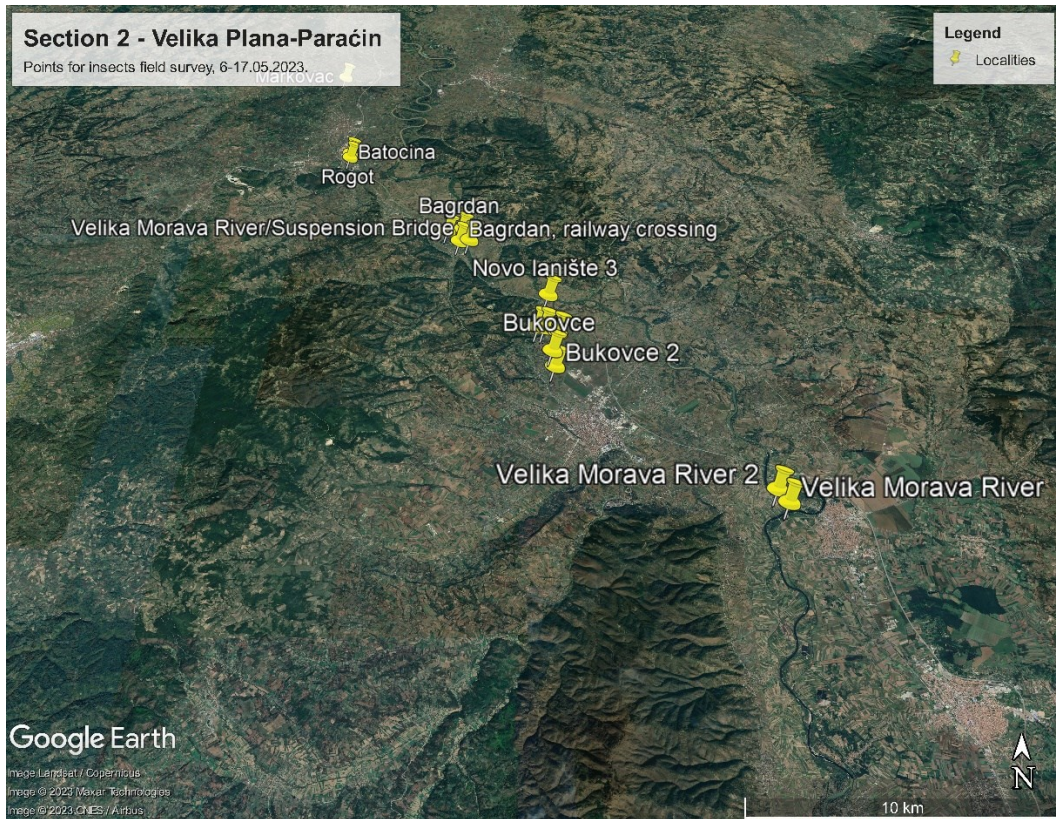 Section 2 - Velika Plana-Paraćin
Points for insects field survey, 6-17.05.2023.
Legend
Localities
Markovac
Batocina
Rogot
Bagrdan
Velika Morava River/Suspension Bridge
Bagrdan, railway crossing
Novo lanište 3
Bukovce
Bukovce 2
Velika Morava River 2
Velika Morava River
Google Earth
Image Landsat / Copernicus
Image © 2023 Maxar Technologies
Image © 2023 CNES / Airbus
N
10 km